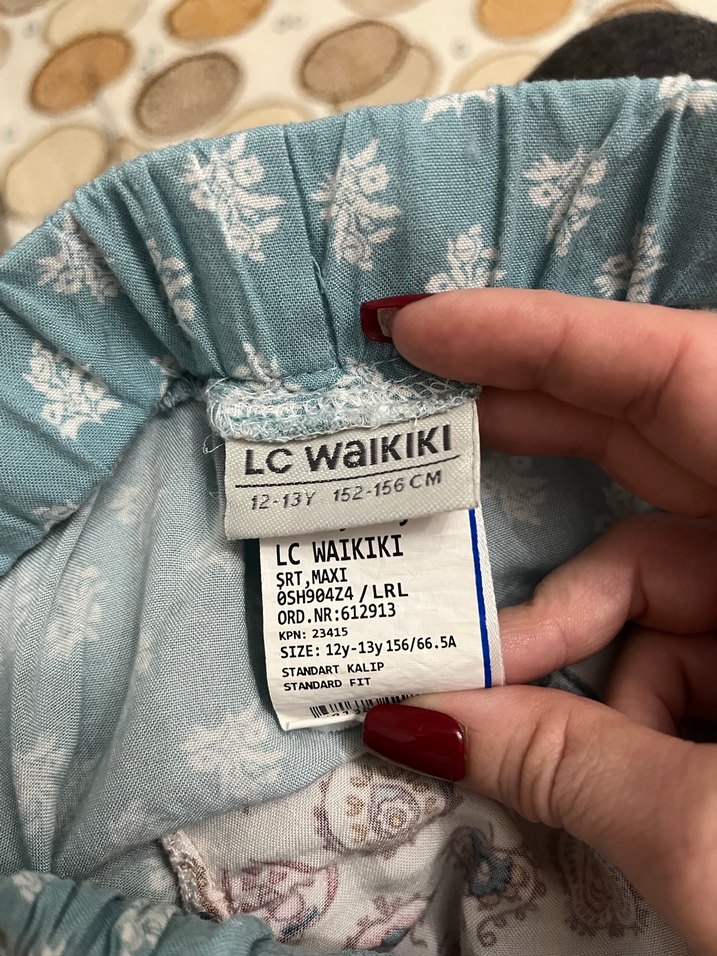 LC WAIKIKI
12-13Y 152-156 CM
LC WAIKIKI
ŞRT,MAXI
0SH904Z4 / LRL
ORD.NR:612913
KPN: 23415
SIZE: 12y-13y 156/66.5A
STANDART KALIP
STANDARD FIT